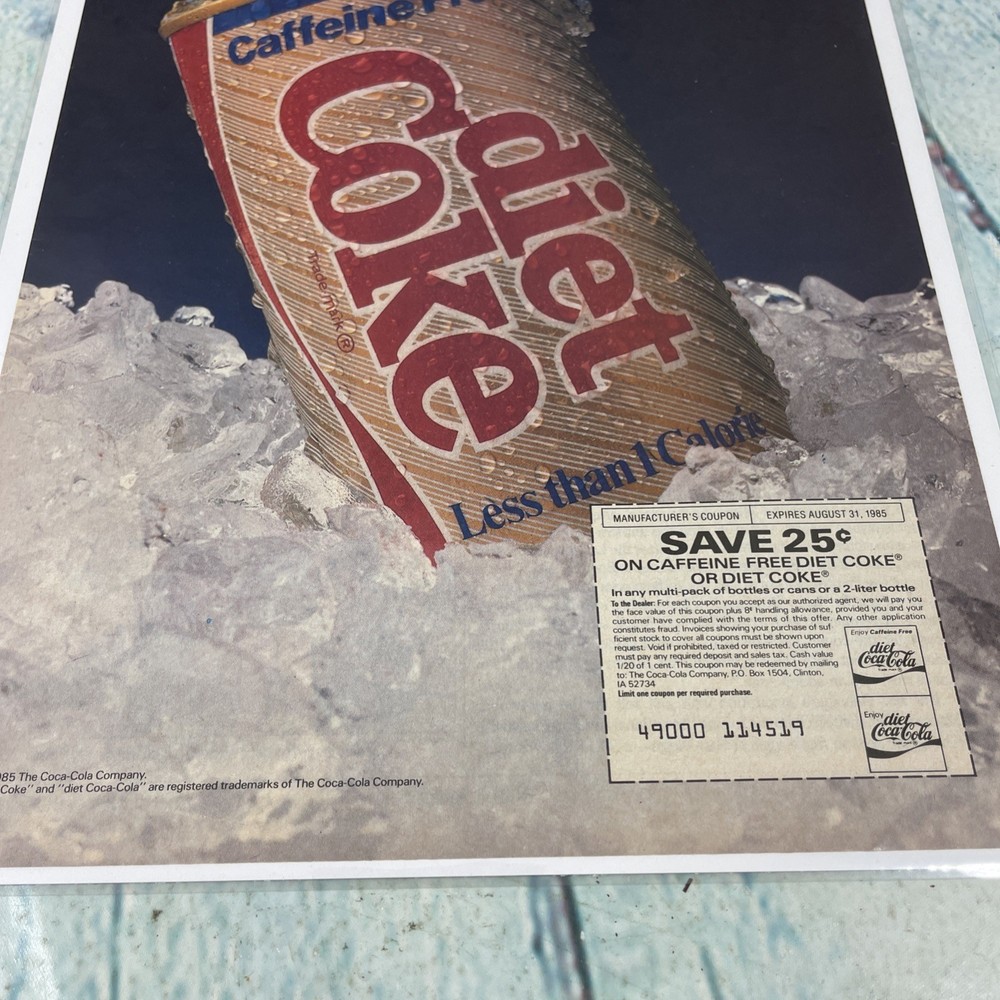 Caffeine Free
diet
Coke
Trade mark ®
Less than 1 Calorie
MANUFACTURER'S COUPON EXPIRES AUGUST 31, 1985
SAVE 25¢
ON CAFFEINE FREE DIET COKE®
OR DIET COKE®
In any multi-pack of bottles or cans or a 2-liter bottle
To the Dealer: For each coupon you accept as our authorized agent, we will pay you
the face value of this coupon plus 8¢ handling allowance, provided you and your
customer have complied with the terms of this offer. Any other application
constitutes fraud. Invoices showing your purchase of suf-
ficient stock to cover all coupons must be shown upon
request. Void if prohibited, taxed or restricted. Customer
must pay any required deposit and sales tax. Cash value
1/20 of 1 cent. This coupon may be redeemed by mailing
to: The Coca-Cola Company, P.O. Box 1504, Clinton,
IA 52734
Limit one coupon per required purchase.
Enjoy Caffeine Free
diet
Coca-Cola
Trade mark ®
Enjoy diet
Coca-Cola
Trade mark ®
49000 114519
85 The Coca-Cola Company.
Coke" and "diet Coca-Cola" are registered trademarks of The Coca-Cola Company.